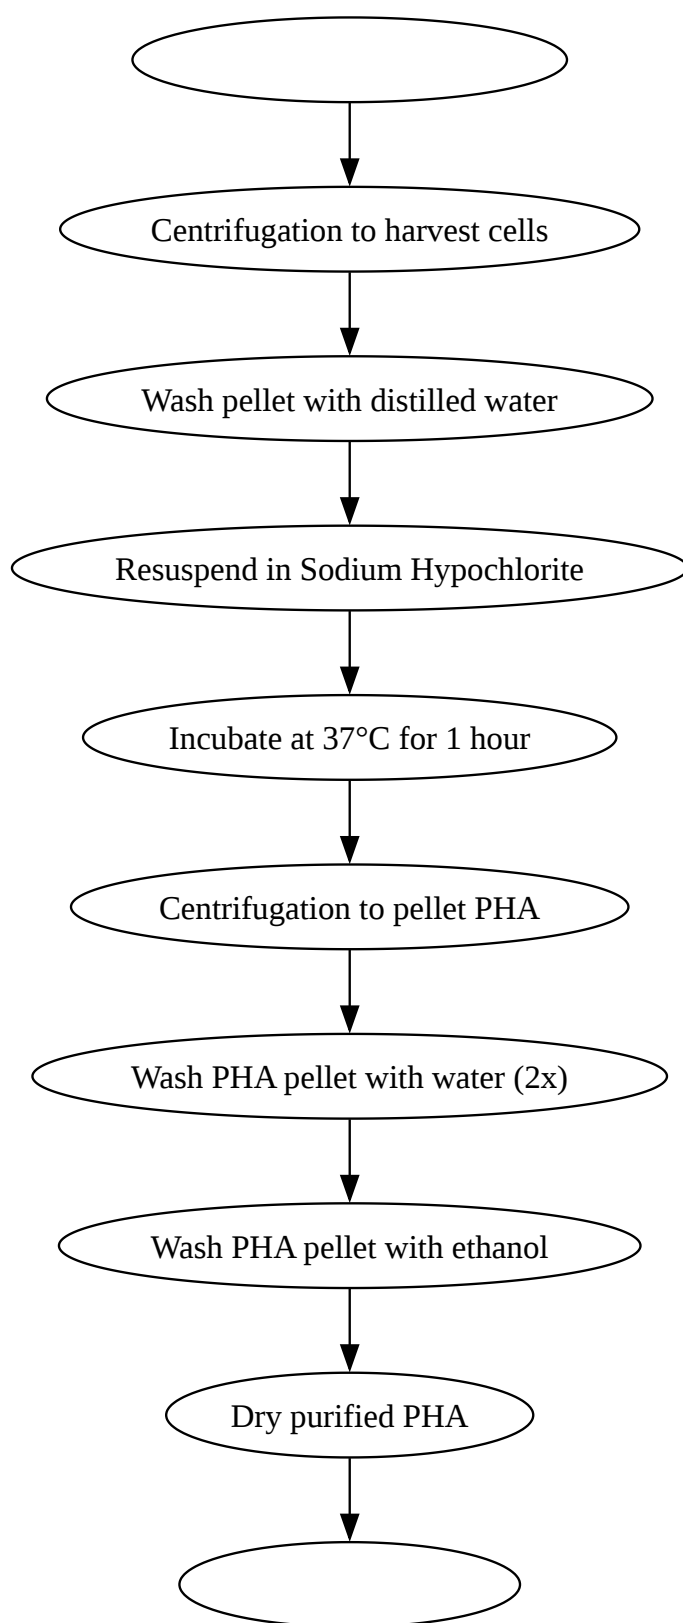 Centrifugation to harvest cells
Wash pellet with distilled water
Resuspend in Sodium Hypochlorite
Incubate at 37°C for 1 hour
Centrifugation to pellet PHA
Wash PHA pellet with water (2x)
Wash PHA pellet with ethanol
Dry purified PHA